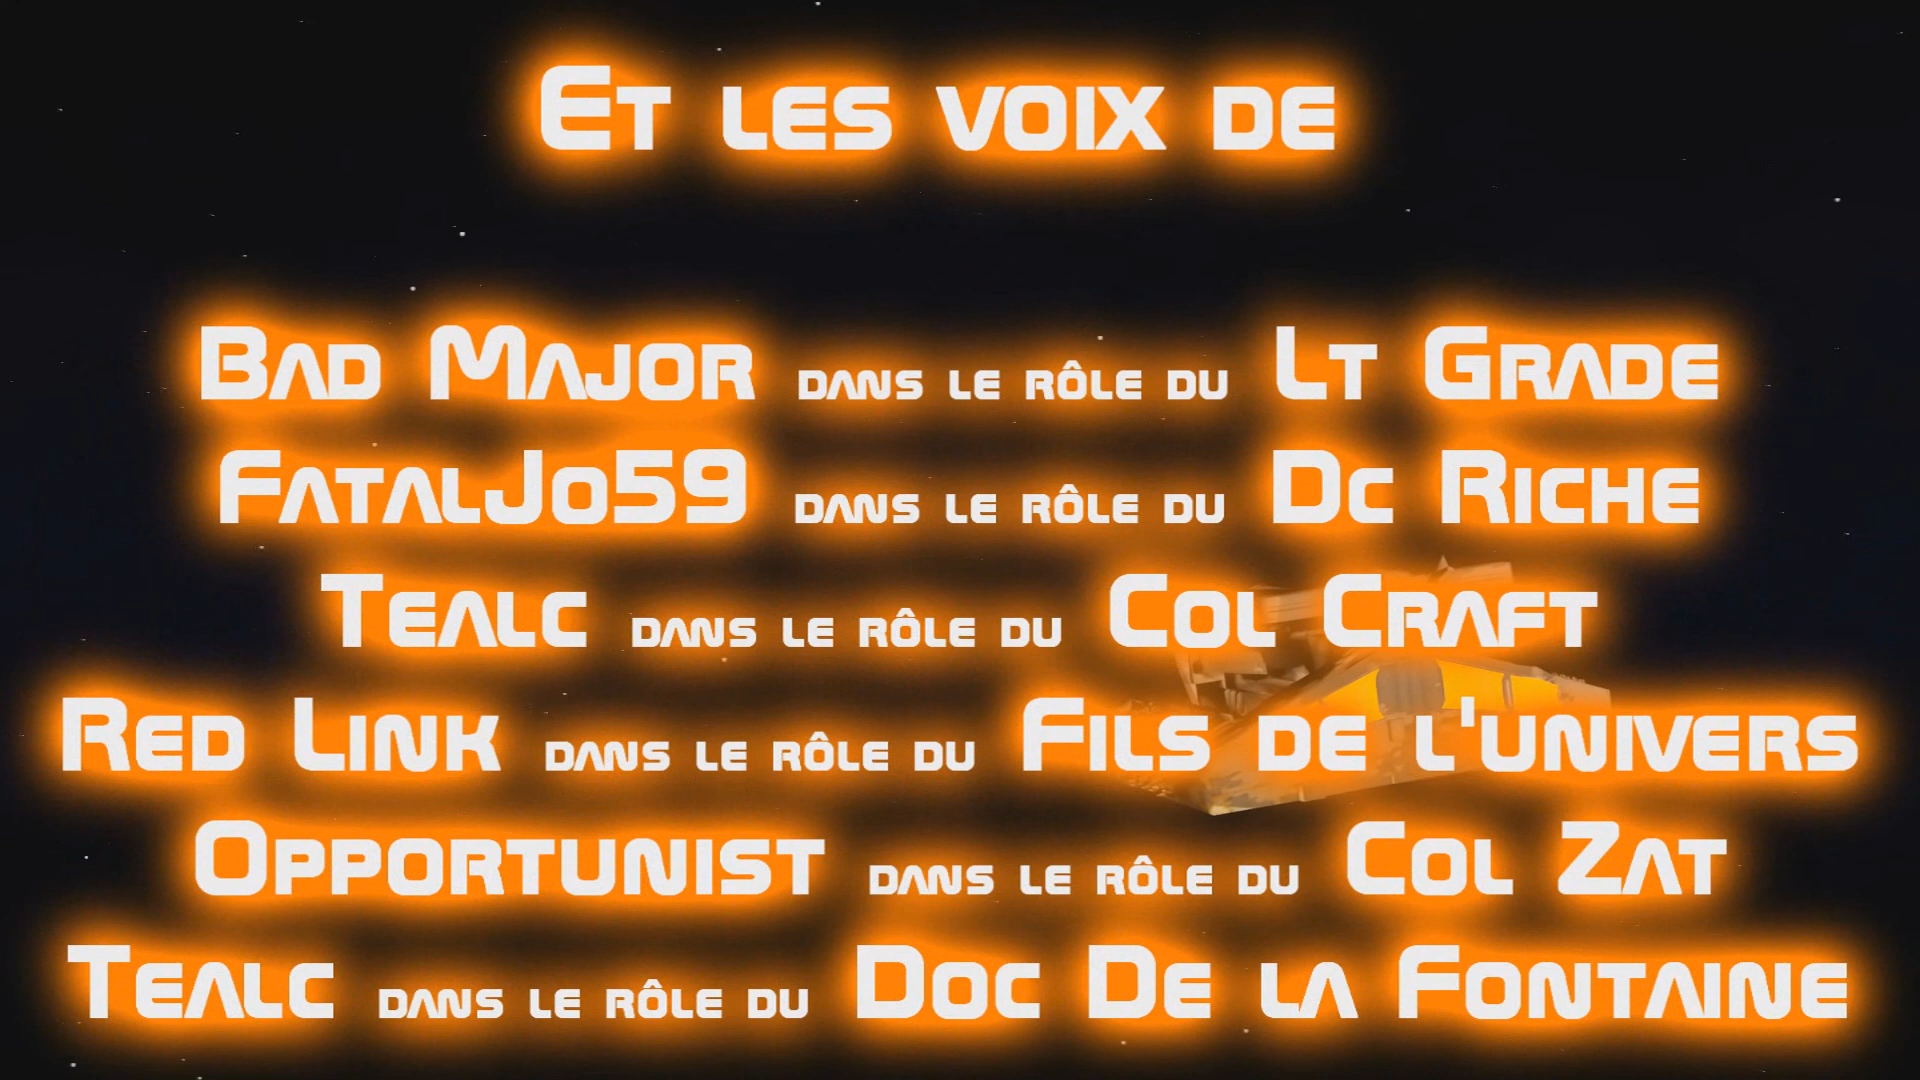 Et les voix de
Bad Major dans le rôle du Lt Grade
FatalJo59 dans le rôle du Dc Riche
Tealc dans le rôle du Col Craft
Red Link dans le rôle du Fils de l'univers
Opportunist dans le rôle du Col Zat
Tealc dans le rôle du Doc De la Fontaine